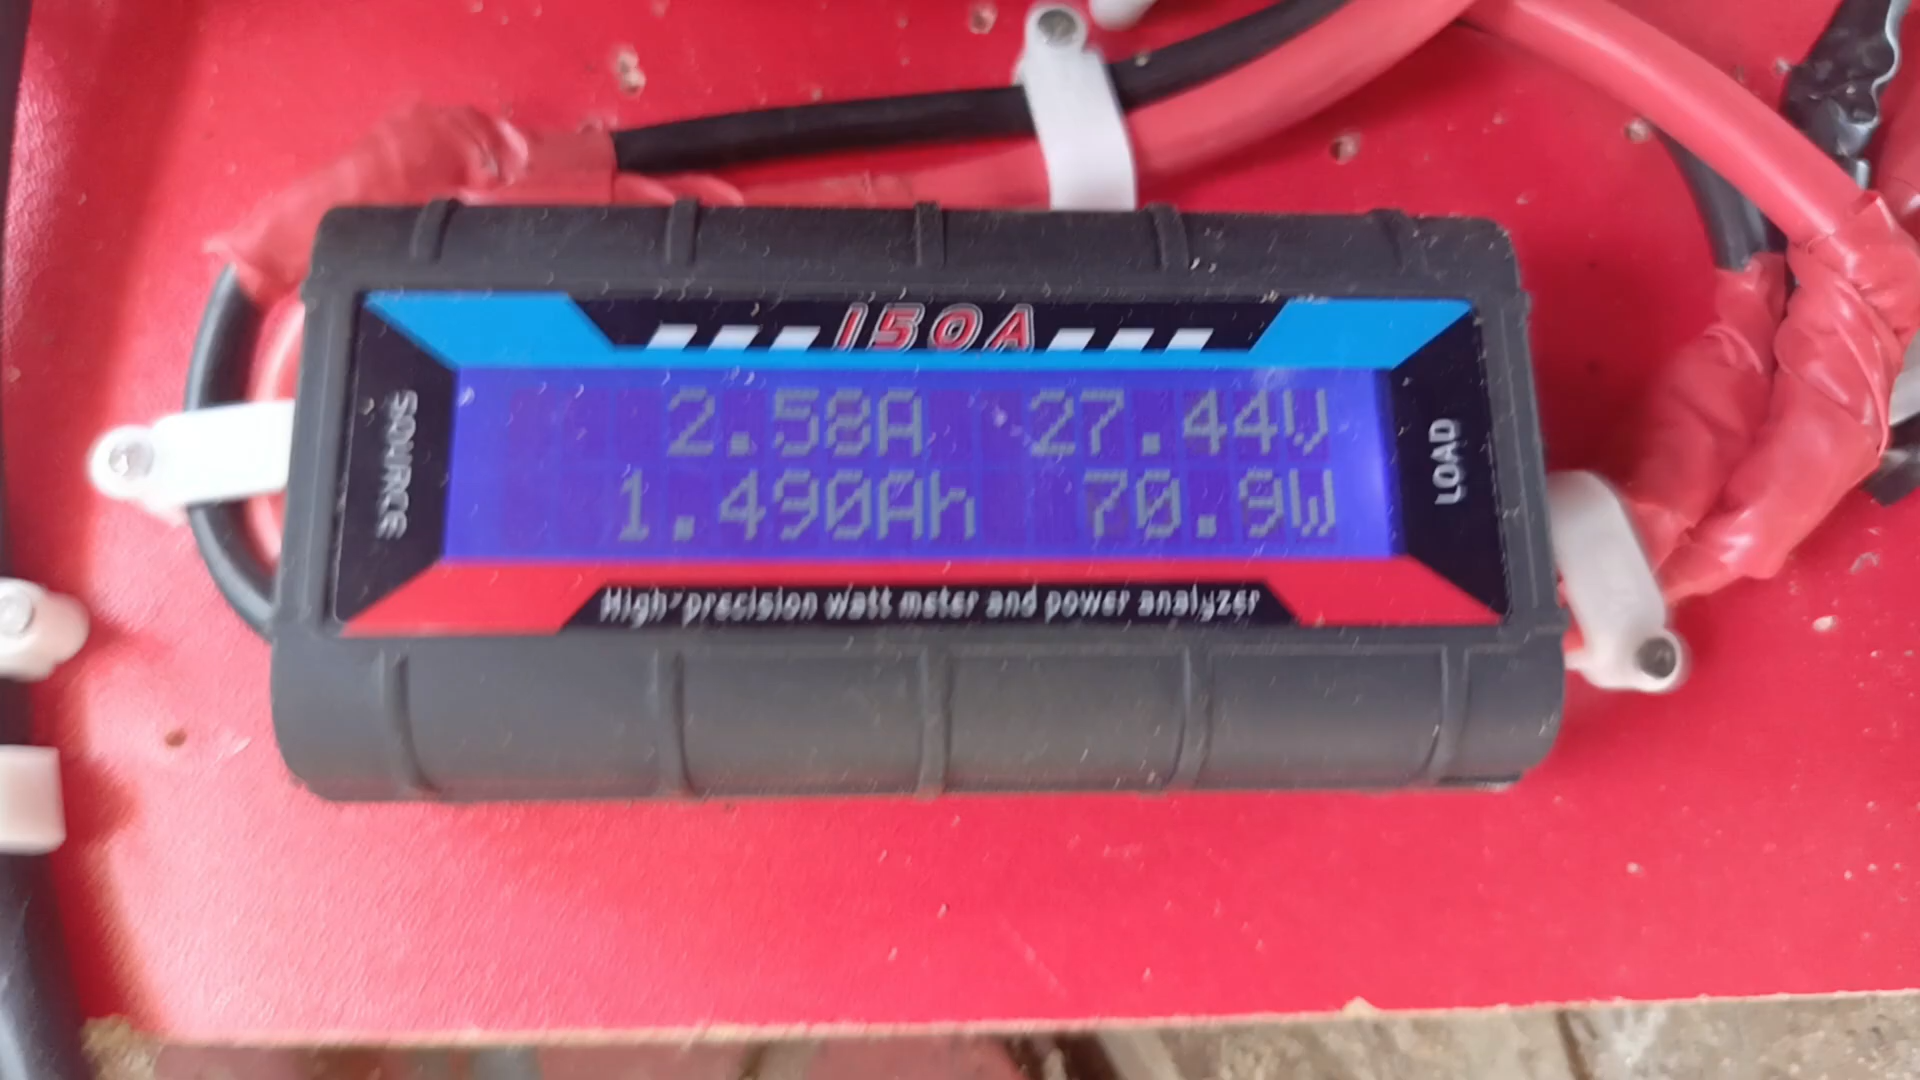 150A
SOURCE
2.58A 27.44V
1.490Ah 70.9W
LOAD
High-precision watt meter and power analyzer